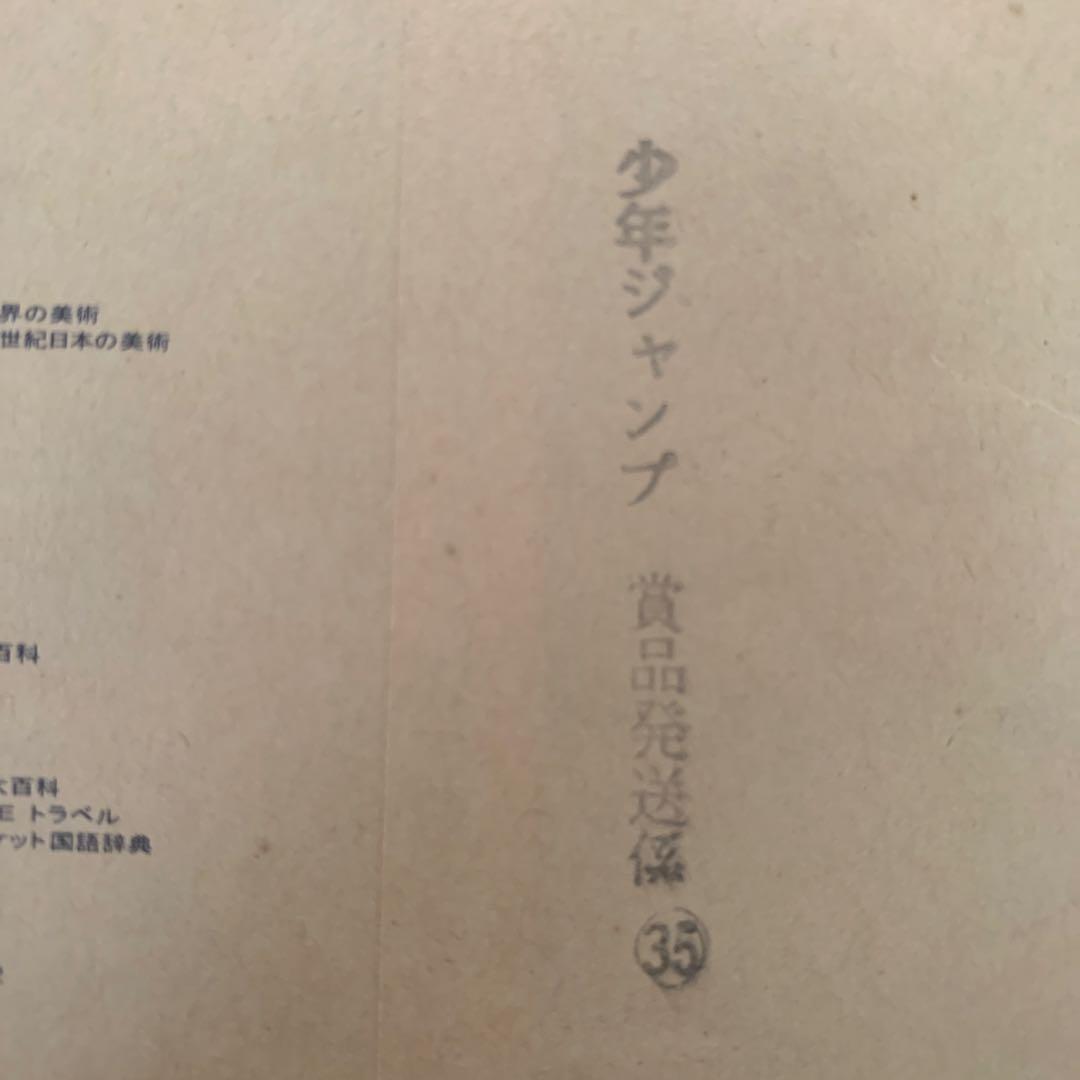 少年ジャンプ 賞品発送係 ㉟
界の美術
世紀日本の美術
百科
大百科
E トラベル
ケット国語辞典